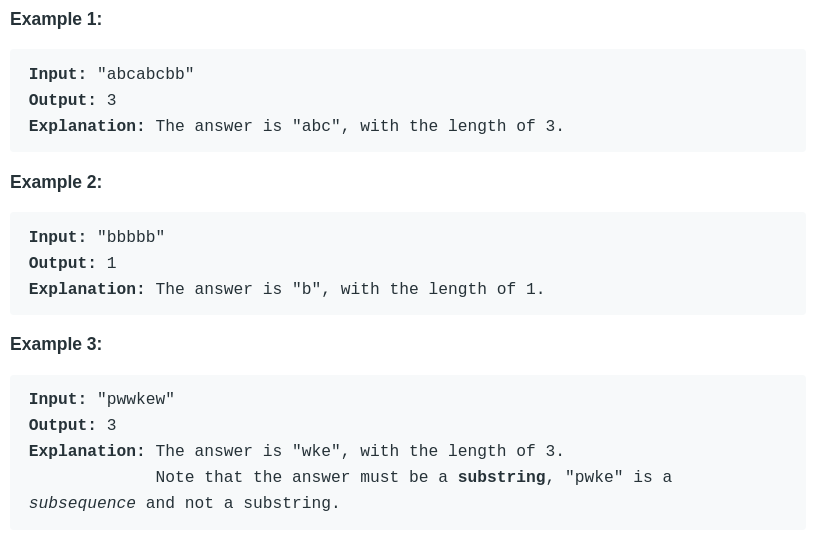 Example 1:
Input: "abcabcbb"
Output: 3
Explanation: The answer is "abc", with the length of 3.
Example 2:
Input: "bbbbb"
Output: 1
Explanation: The answer is "b", with the length of 1.
Example 3:
Input: "pwwkew"
Output: 3
Explanation: The answer is "wke", with the length of 3.
Note that the answer must be a substring, "pwke" is a
subsequence and not a substring.